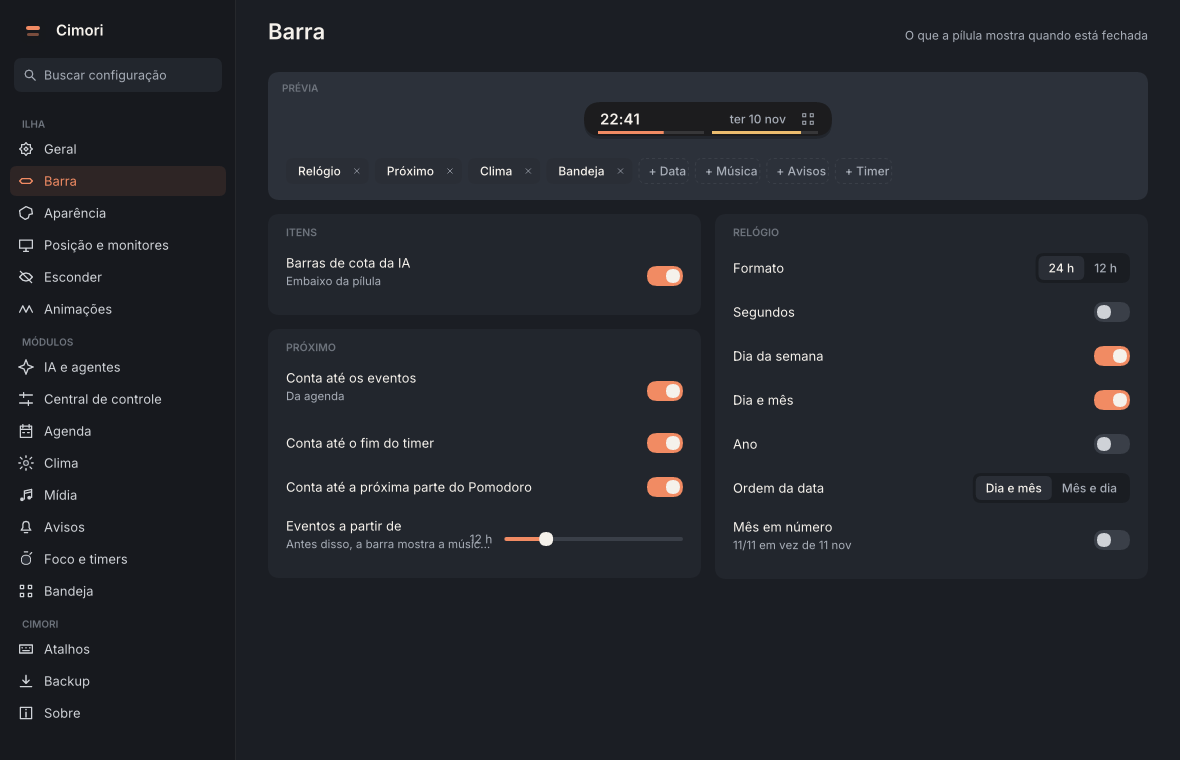 Cimori
Buscar configuração
ILHA
Geral
Barra
Aparência
Posição e monitores
Esconder
Animações
MÓDULOS
IA e agentes
Central de controle
Agenda
Clima
Mídia
Avisos
Foco e timers
Bandeja
CIMORI
Atalhos
Backup
Sobre
Barra
O que a pílula mostra quando está fechada
PRÉVIA
22:41 ter 10 nov
Relógio × Próximo × Clima × Bandeja × + Data + Música + Avisos + Timer
ITENS
Barras de cota da IA
Embaixo da pílula
PRÓXIMO
Conta até os eventos
Da agenda
Conta até o fim do timer
Conta até a próxima parte do Pomodoro
Eventos a partir de
12 h
Antes disso, a barra mostra a músic...
RELÓGIO
Formato 24 h 12 h
Segundos
Dia da semana
Dia e mês
Ano
Ordem da data Dia e mês Mês e dia
Mês em número
11/11 em vez de 11 nov